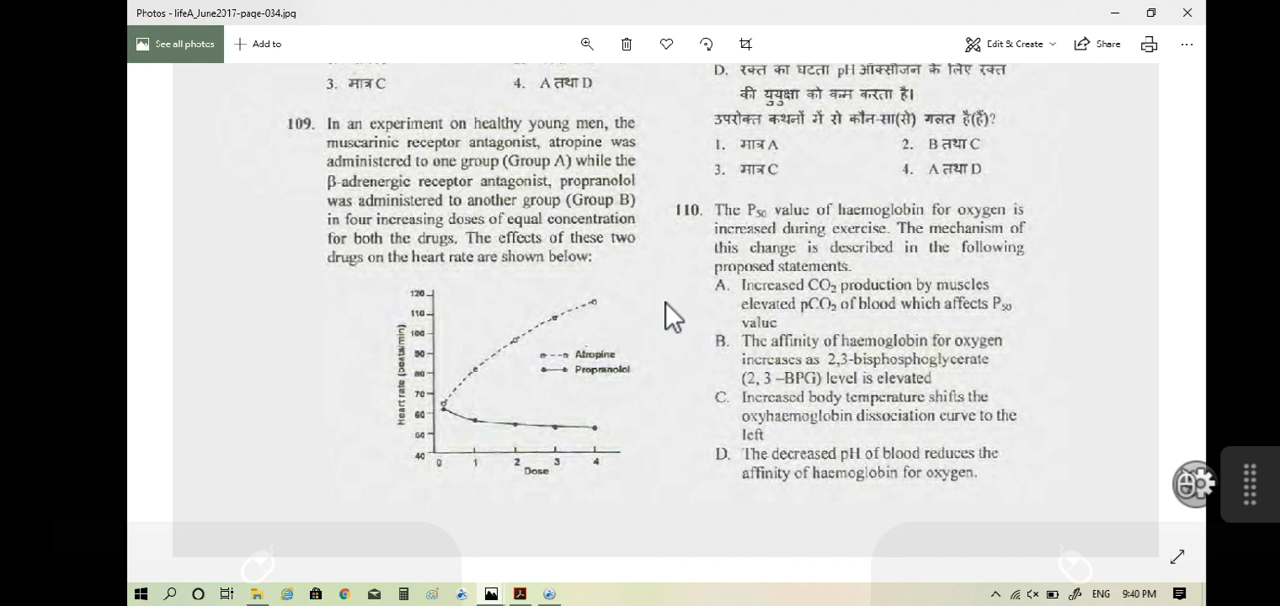 Photos - lifeA_June2017-page-034.jpg
See all photos
Add to
Edit & Create
Share
3. मात्र C
4. A तथा D
109. In an experiment on healthy young men, the
muscarinic receptor antagonist, atropine was
administered to one group (Group A) while the
β-adrenergic receptor antagonist, propranolol
was administered to another group (Group B)
in four increasing doses of equal concentration
for both the drugs. The effects of these two
drugs on the heart rate are shown below:
120
110
100
90
80
70
60
50
40
Heart rate (beats/min)
Atropine
Propranolol
0 1 2 3 4
Dose
D. रक्त का घटता pH ऑक्सीजन के लिए रक्त
की युयुक्षा को कम करता है।
उपरोक्त कथनों में से कौन-सा(से) गलत है(हैं)?
1. मात्र A
2. B तथा C
3. मात्र C
4. A तथा D
110. The P50 value of haemoglobin for oxygen is
increased during exercise. The mechanism of
this change is described in the following
proposed statements.
A. Increased CO2 production by muscles
elevated pCO2 of blood which affects P50
value
B. The affinity of haemoglobin for oxygen
increases as 2,3-bisphosphoglycerate
(2, 3 –BPG) level is elevated
C. Increased body temperature shifts the
oxyhaemoglobin dissociation curve to the
left
D. The decreased pH of blood reduces the
affinity of haemoglobin for oxygen.
ENG 9:40 PM